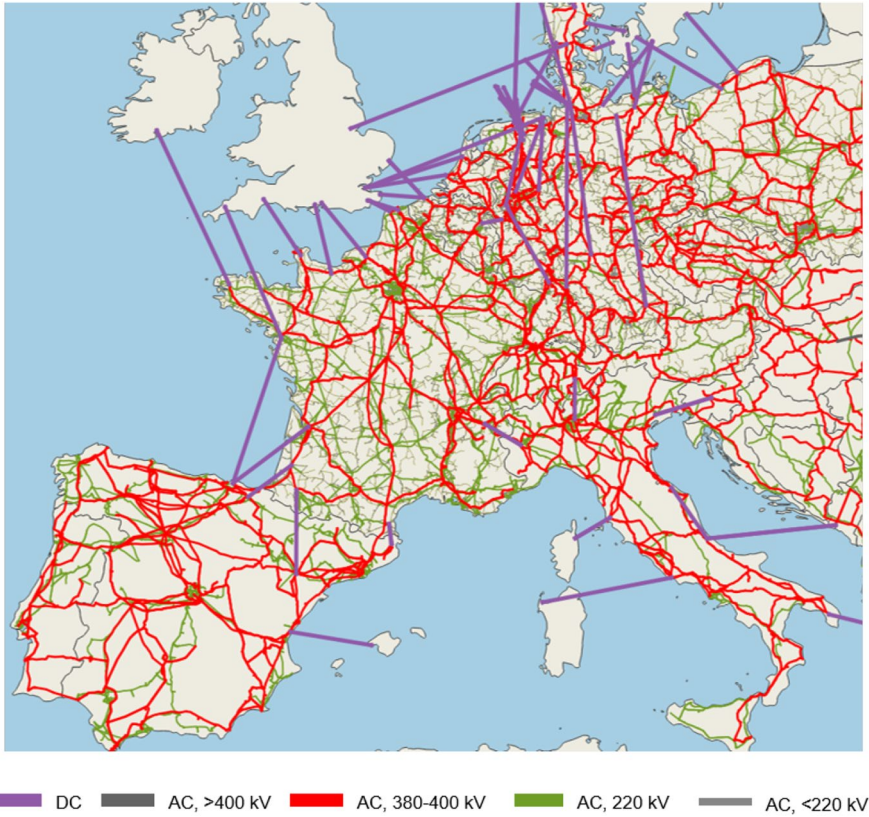 DC
AC, >400 kV
AC, 380-400 kV
AC, 220 kV
AC, <220 kV